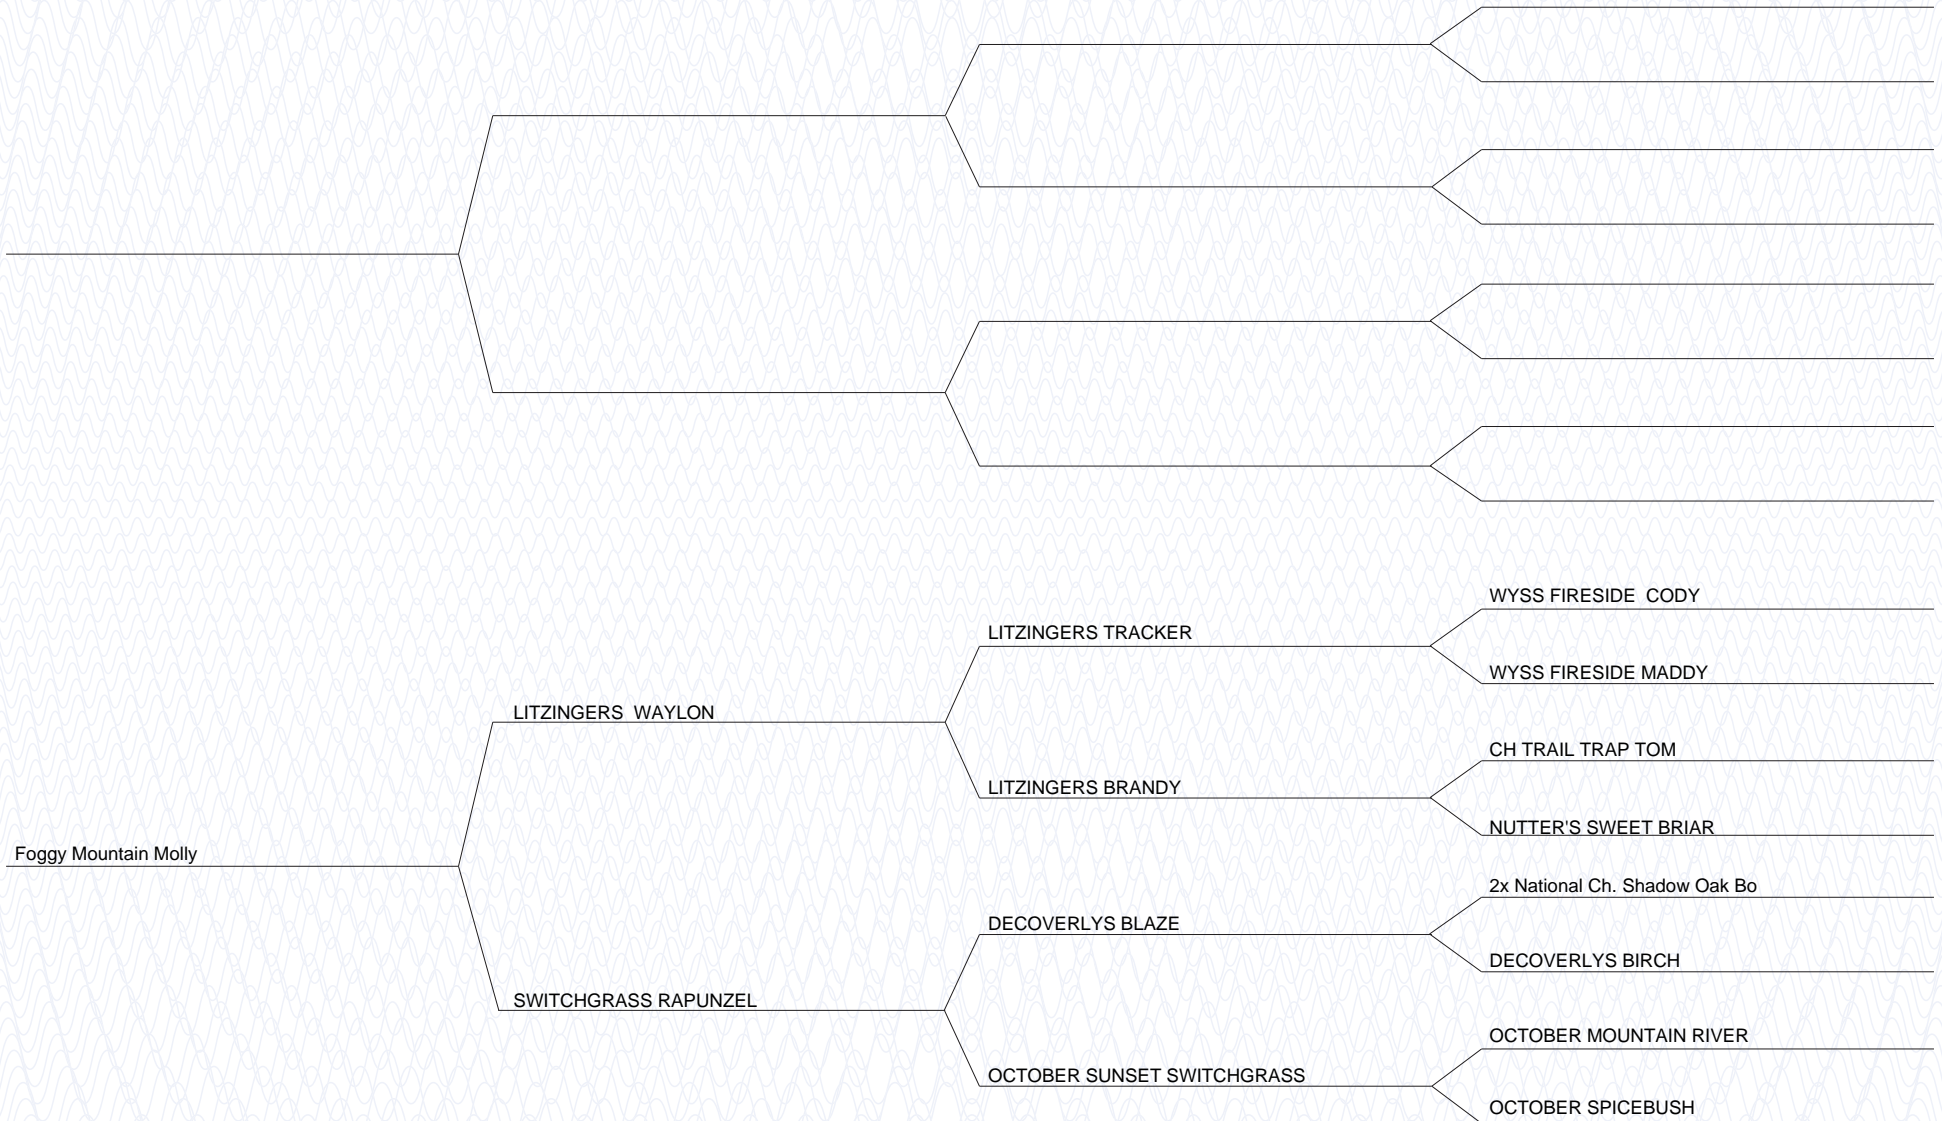 WYSS FIRESIDE  CODY
LITZINGERS TRACKER
WYSS FIRESIDE MADDY
LITZINGERS  WAYLON
CH TRAIL TRAP TOM
LITZINGERS BRANDY
NUTTER'S SWEET BRIAR
Foggy Mountain Molly
2x National Ch. Shadow Oak Bo
DECOVERLYS BLAZE
DECOVERLYS BIRCH
SWITCHGRASS RAPUNZEL
OCTOBER MOUNTAIN RIVER
OCTOBER SUNSET SWITCHGRASS
OCTOBER SPICEBUSH